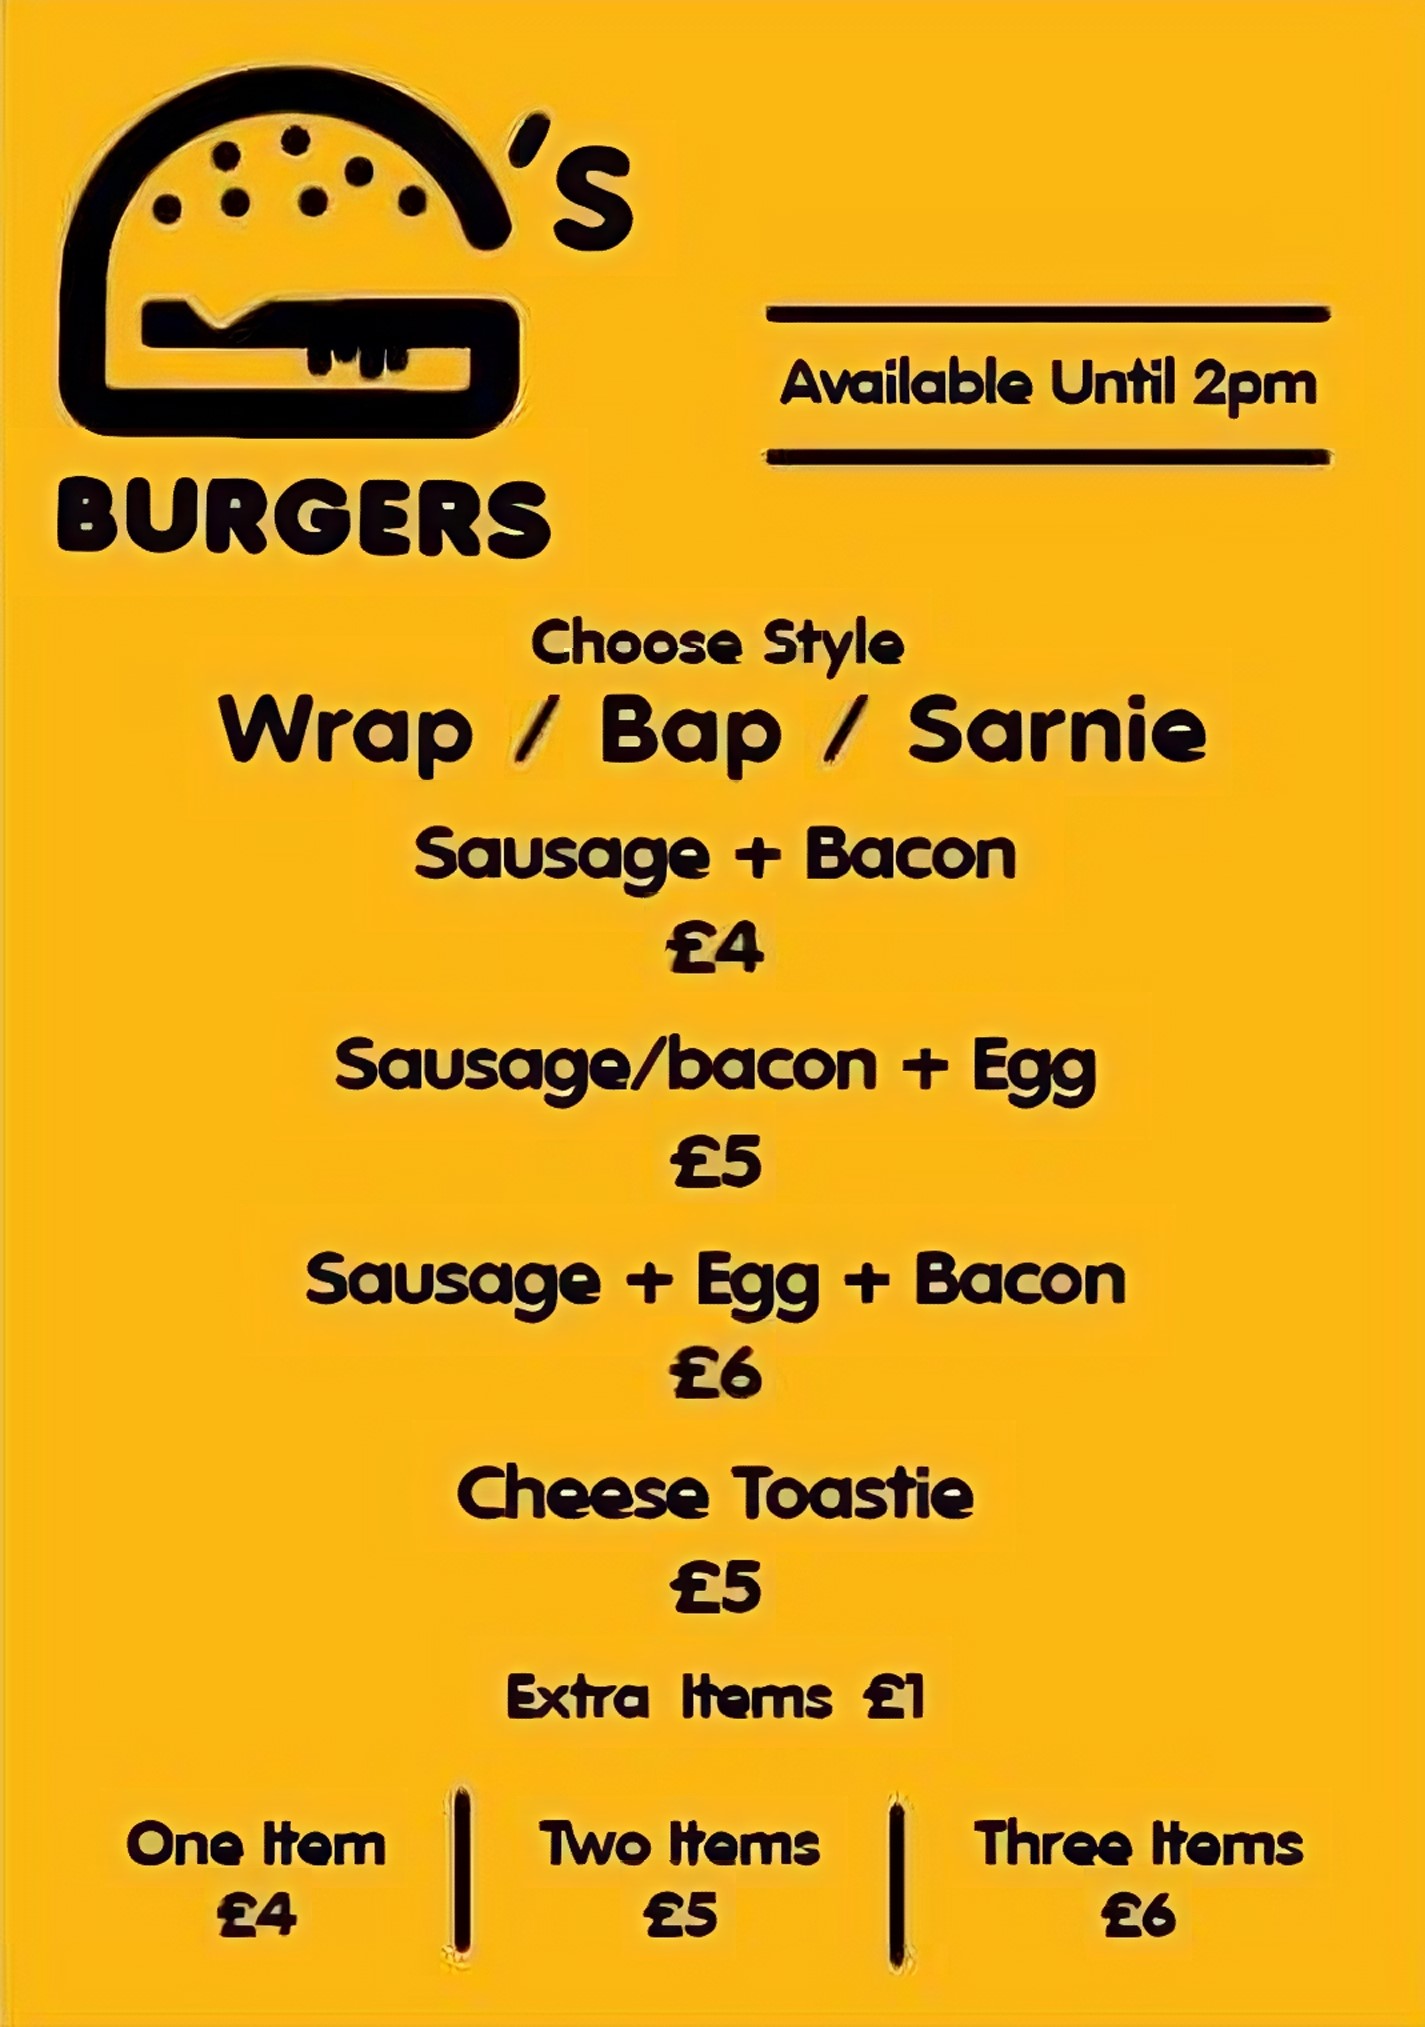 's
BURGERS
Available Until 2pm
Choose Style
Wrap / Bap / Sarnie
Sausage + Bacon
£4
Sausage/bacon + Egg
£5
Sausage + Egg + Bacon
£6
Cheese Toastie
£5
Extra Items £1
One Item
£4
Two Items
£5
Three Items
£6